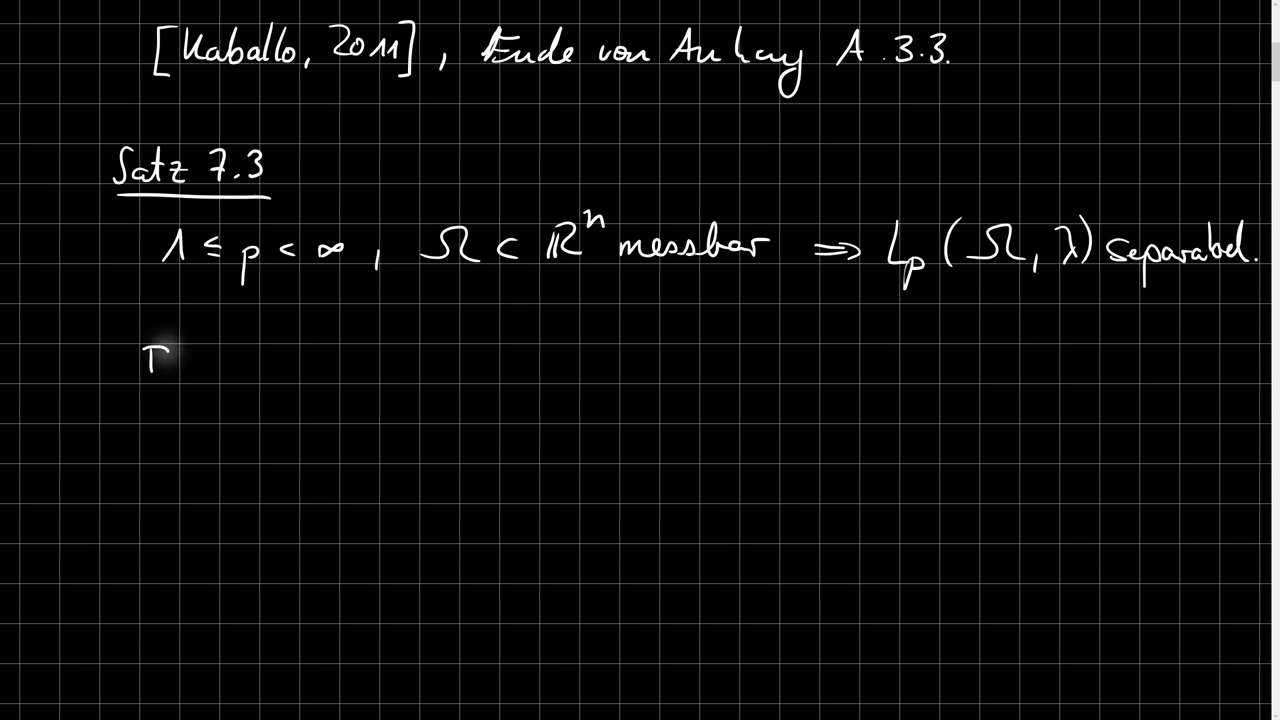 [Kaballo, 2011], Ende von Anhang A.3.3.
Satz 7.3
1 ≤ p < ∞, Ω ⊂ ℝⁿ messbar ⟹ Lₚ(Ω, λ) separabel.